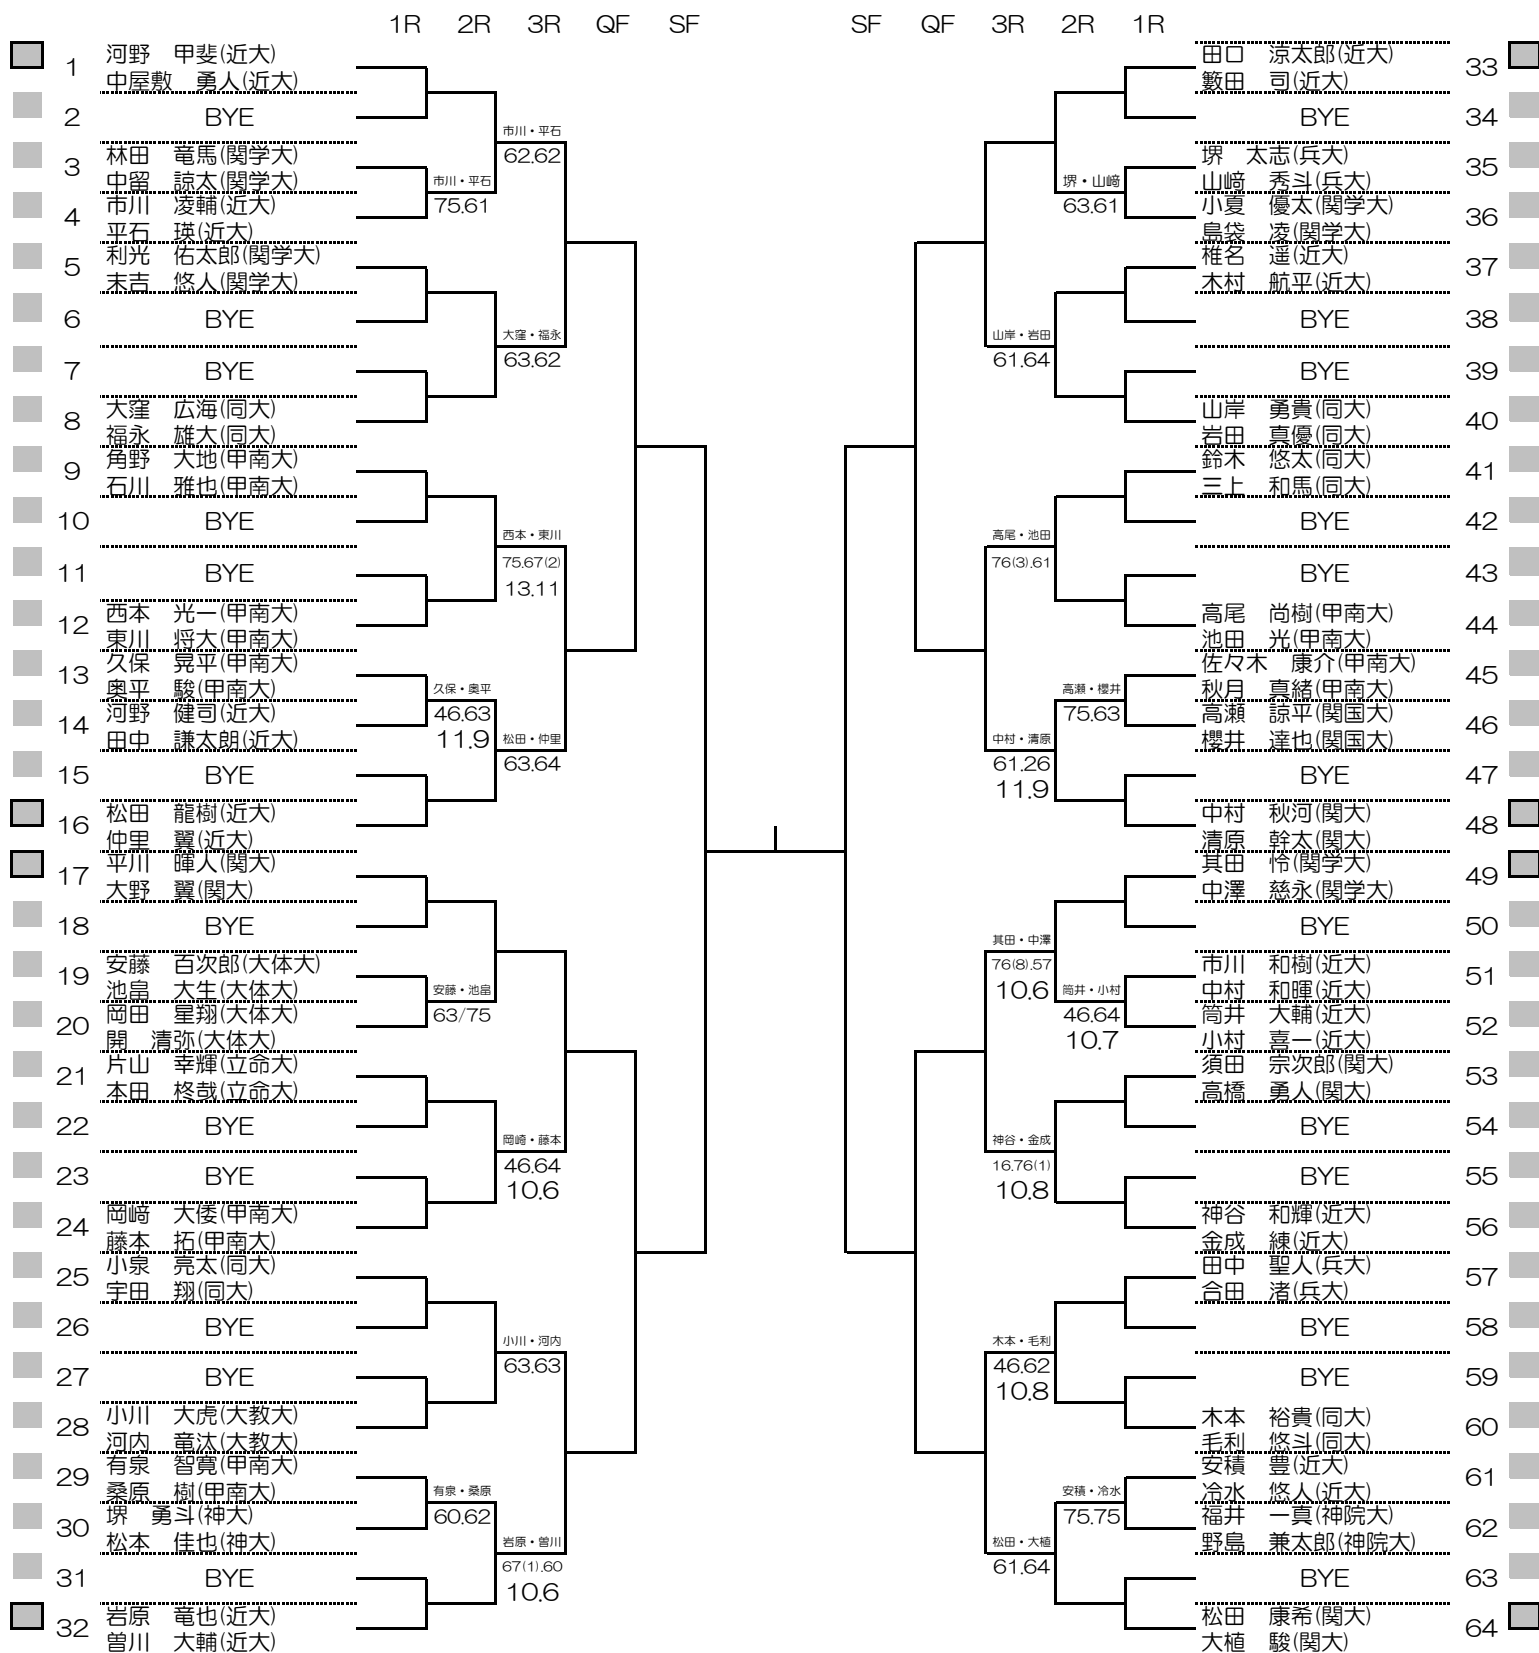 1R 2R 3R QF SF SF QF 3R 2R 1R
1 河野 甲斐(近大)
中屋敷 勇人(近大)
2 BYE
3 林田 竜馬(関学大)
中留 諒太(関学大)
4 市川 凌輔(近大)
平石 瑛(近大)
5 利光 佑太郎(関学大)
末吉 悠人(関学大)
6 BYE
7 BYE
8 大窪 広海(同大)
福永 雄大(同大)
9 角野 大地(甲南大)
石川 雅也(甲南大)
10 BYE
11 BYE
12 西本 光一(甲南大)
東川 将大(甲南大)
13 久保 晃平(甲南大)
奥平 駿(甲南大)
14 河野 健司(近大)
田中 謙太朗(近大)
15 BYE
16 松田 龍樹(近大)
仲里 翼(近大)
17 平川 暉人(関大)
大野 翼(関大)
18 BYE
19 安藤 百次郎(大体大)
池畠 大生(大体大)
20 岡田 星翔(大体大)
開 清弥(大体大)
21 片山 幸輝(立命大)
本田 柊哉(立命大)
22 BYE
23 BYE
24 岡﨑 大倭(甲南大)
藤本 拓(甲南大)
25 小泉 亮太(同大)
宇田 翔(同大)
26 BYE
27 BYE
28 小川 大虎(大教大)
河内 竜汰(大教大)
29 有泉 智寛(甲南大)
桑原 樹(甲南大)
30 堺 勇斗(神大)
松本 佳也(神大)
31 BYE
32 岩原 竜也(近大)
曽川 大輔(近大)
市川・平石
75.61
久保・奥平
46.63
11.9
安藤・池畠
63/75
有泉・桑原
60.62
市川・平石
62.62
大窪・福永
63.62
西本・東川
75.67(2)
13.11
松田・仲里
63.64
岡崎・藤本
46.64
10.6
小川・河内
63.63
岩原・曽川
67(1).60
10.6
山岸・岩田
61.64
高尾・池田
76(3).61
中村・清原
61.26
11.9
其田・中澤
76(8).57
10.6
神谷・金成
16.76(1)
10.8
木本・毛利
46.62
10.8
松田・大植
61.64
堺・山﨑
63.61
高瀬・櫻井
75.63
筒井・小村
46.64
10.7
安積・冷水
75.75
田口 涼太郎(近大) 33
籔田 司(近大)
BYE 34
堺 太志(兵大) 35
山﨑 秀斗(兵大)
小夏 優太(関学大) 36
島袋 凌(関学大)
椎名 遥(近大) 37
木村 航平(近大)
BYE 38
BYE 39
山岸 勇貴(同大) 40
岩田 真優(同大)
鈴木 悠太(同大) 41
三上 和馬(同大)
BYE 42
BYE 43
高尾 尚樹(甲南大) 44
池田 光(甲南大)
佐々木 康介(甲南大) 45
秋月 真緒(甲南大)
高瀬 諒平(関国大) 46
櫻井 達也(関国大)
BYE 47
中村 秋河(関大) 48
清原 幹太(関大)
其田 怜(関学大) 49
中澤 慈永(関学大)
BYE 50
市川 和樹(近大) 51
中村 和暉(近大)
筒井 大輔(近大) 52
小村 喜一(近大)
須田 宗次郎(関大) 53
高橋 勇人(関大)
BYE 54
BYE 55
神谷 和輝(近大) 56
金成 練(近大)
田中 聖人(兵大) 57
合田 渚(兵大)
BYE 58
BYE 59
木本 裕貴(同大) 60
毛利 悠斗(同大)
安積 豊(近大) 61
冷水 悠人(近大)
福井 一真(神院大) 62
野島 兼太郎(神院大)
BYE 63
松田 康希(関大) 64
大植 駿(関大)